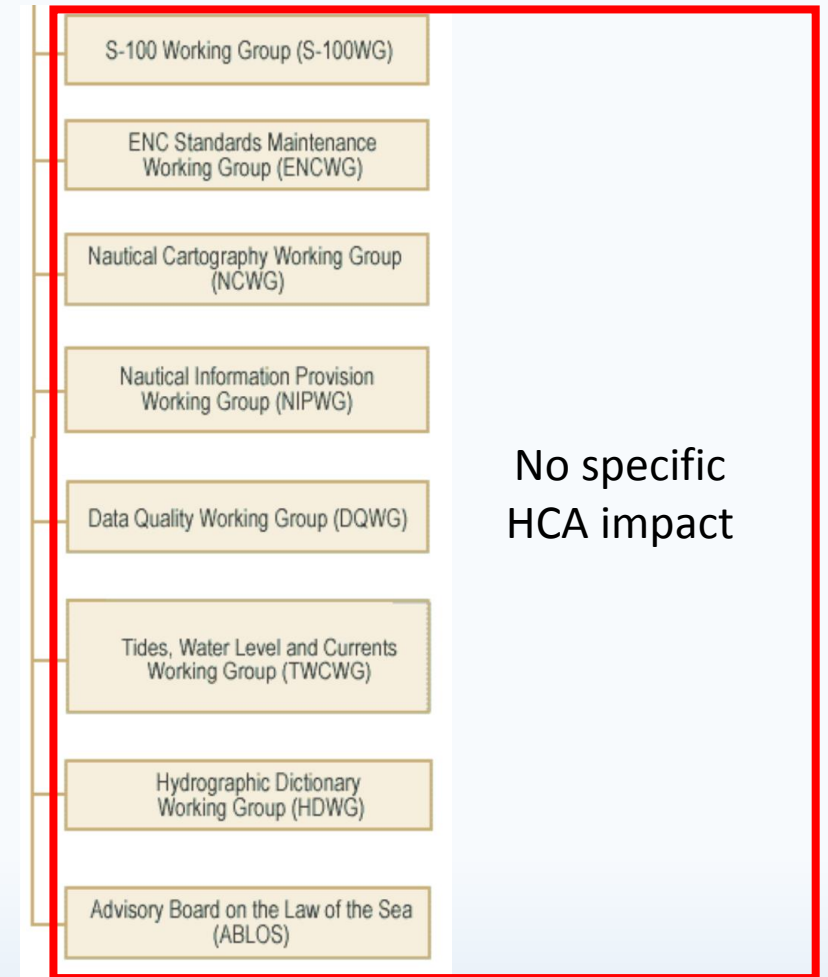 S-100 Working Group (S-100WG)
ENC Standards Maintenance
Working Group (ENCWG)
Nautical Cartography Working Group
(NCWG)
Nautical Information Provision
Working Group (NIPWG)
Data Quality Working Group (DQWG)
Tides, Water Level and Currents
Working Group (TWCWG)
Hydrographic Dictionary
Working Group (HDWG)
Advisory Board on the Law of the Sea
(ABLOS)
No specific
HCA impact